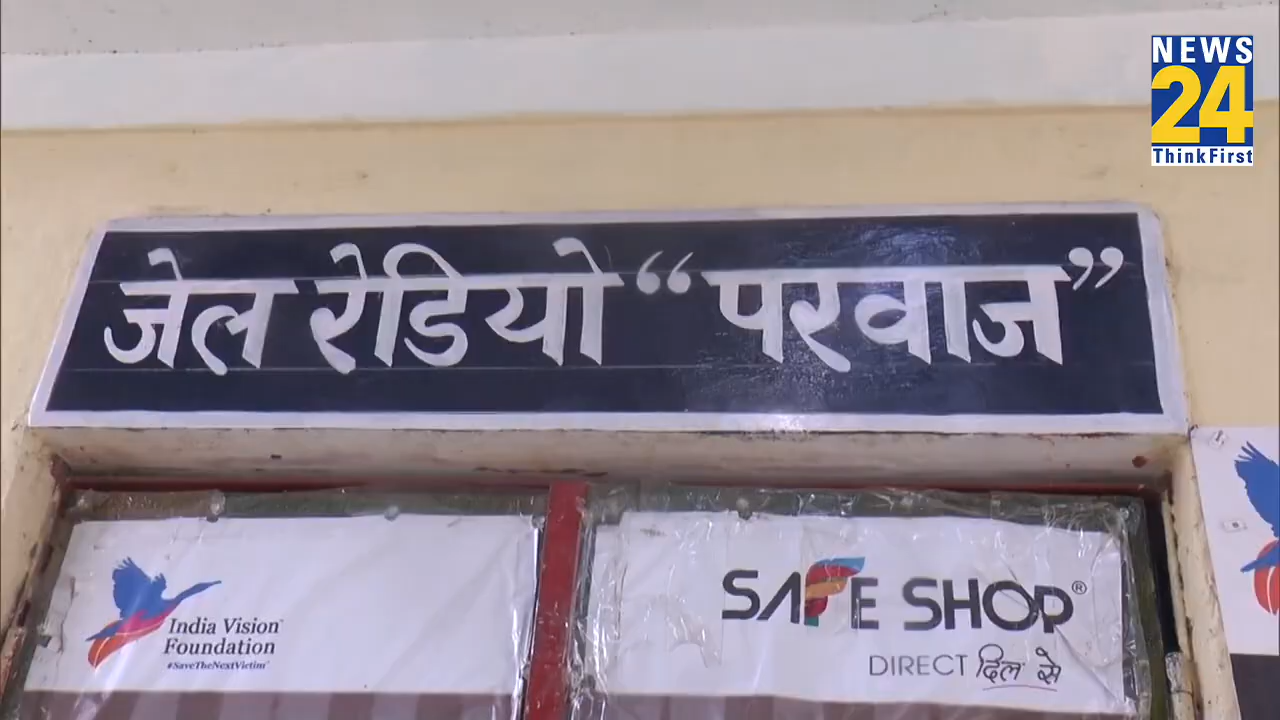 NEWS
24
ThinkFirst
जेल रेडियो “परवाज”
India Vision
Foundation
#SaveTheNextVictim
SAFE SHOP®
DIRECT दिल से